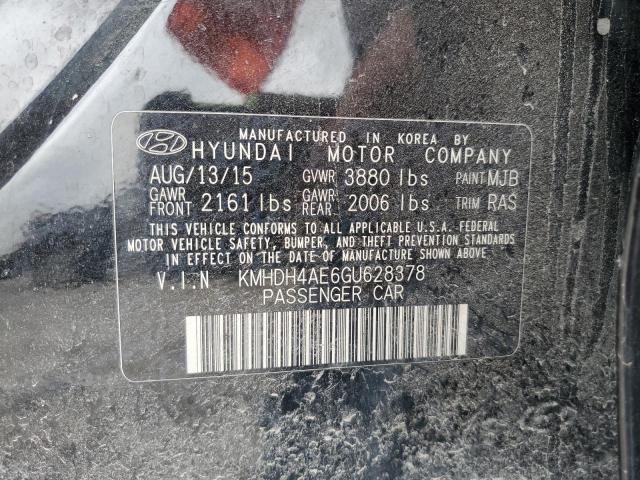 MANUFACTURED IN KOREA BY
HYUNDAI MOTOR COMPANY
AUG/13/15 GVWR 3880 lbs PAINT MJB
GAWR FRONT 2161 lbs GAWR REAR 2006 lbs TRIM RAS
THIS VEHICLE CONFORMS TO ALL APPLICABLE U.S.A. FEDERAL
MOTOR VEHICLE SAFETY, BUMPER, AND THEFT PREVENTION STANDARDS
IN EFFECT ON THE DATE OF MANUFACTURE SHOWN ABOVE
V.I.N KMHDH4AE6GU628378
PASSENGER CAR